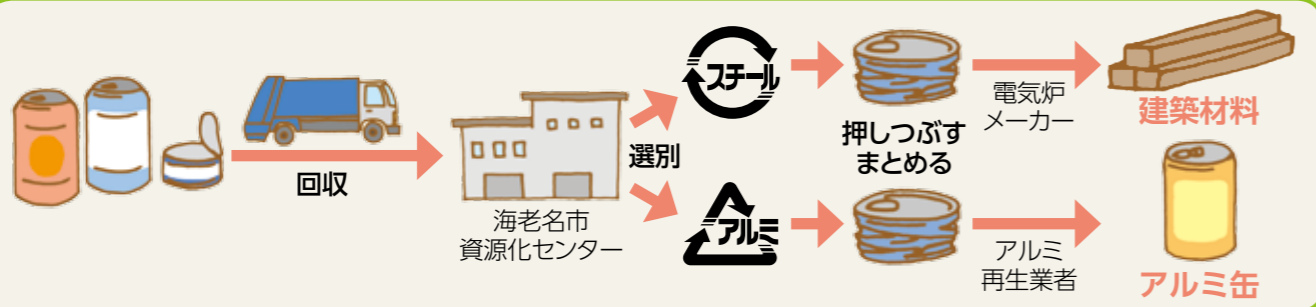 回収
海老名市
資源化センター
選別
スチール
アルミ
押しつぶす
まとめる
電気炉
メーカー
建築材料
アルミ
再生業者
アルミ缶